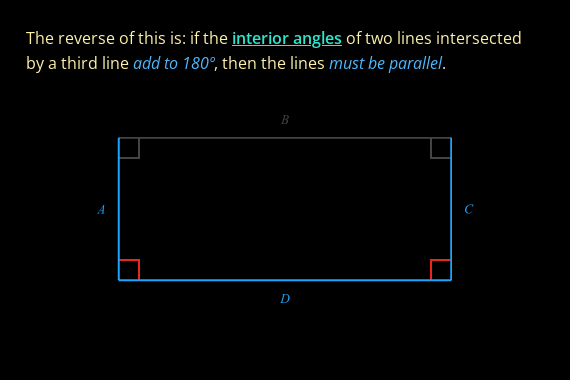 The reverse of this is: if the interior angles of two lines intersected
by a third line add to 180º, then the lines must be parallel.
B
A
C
D